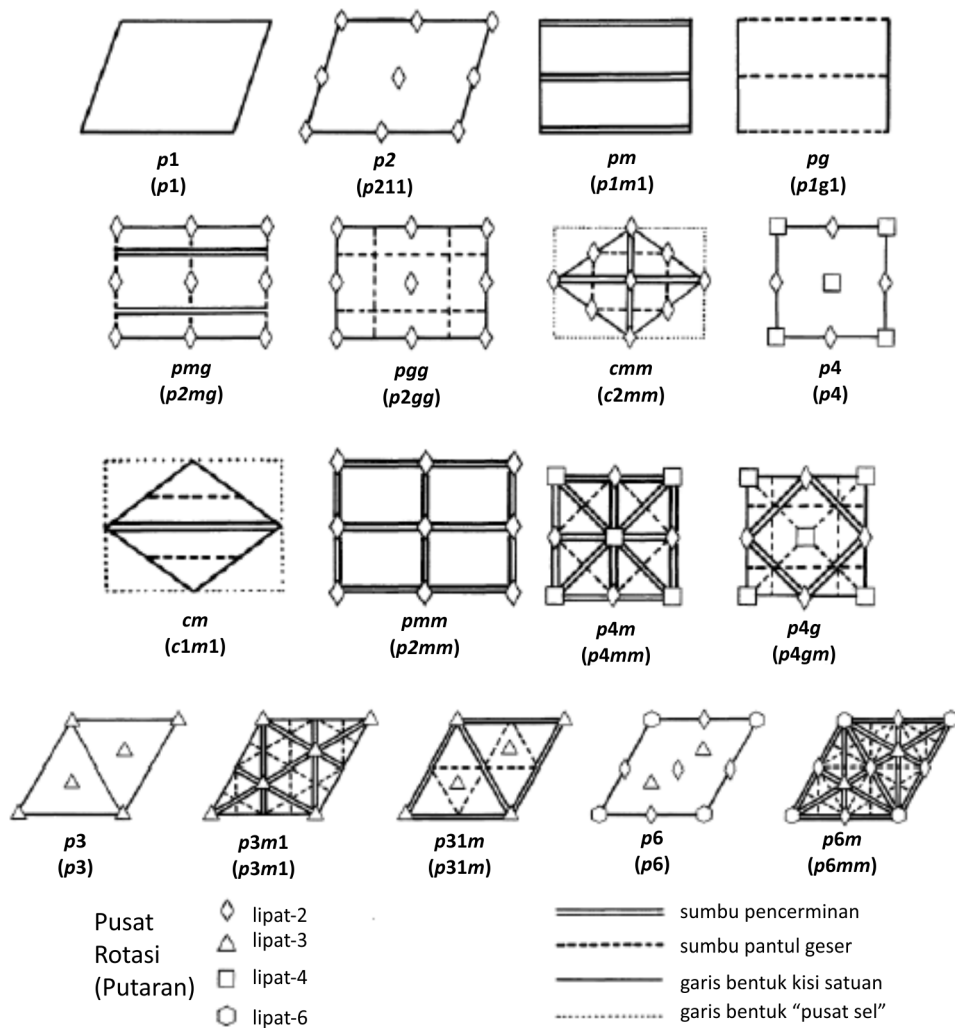 p1 p2 pm pg
(p1) (p211) (p1m1) (p1g1)
pmg pgg cmm p4
(p2mg) (p2gg) (c2mm) (p4)
cm pmm p4m p4g
(c1m1) (p2mm) (p4mm) (p4gm)
p3 p3m1 p31m p6 p6m
(p3) (p3m1) (p31m) (p6) (p6mm)
Pusat
Rotasi
(Putaran)
lipat-2
lipat-3
lipat-4
lipat-6
sumbu pencerminan
sumbu pantul geser
garis bentuk kisi satuan
garis bentuk “pusat sel”